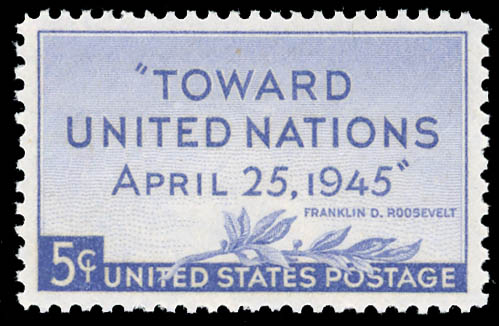 "TOWARD
UNITED NATIONS
APRIL 25, 1945"
FRANKLIN D. ROOSEVELT
5¢
UNITED STATES POSTAGE